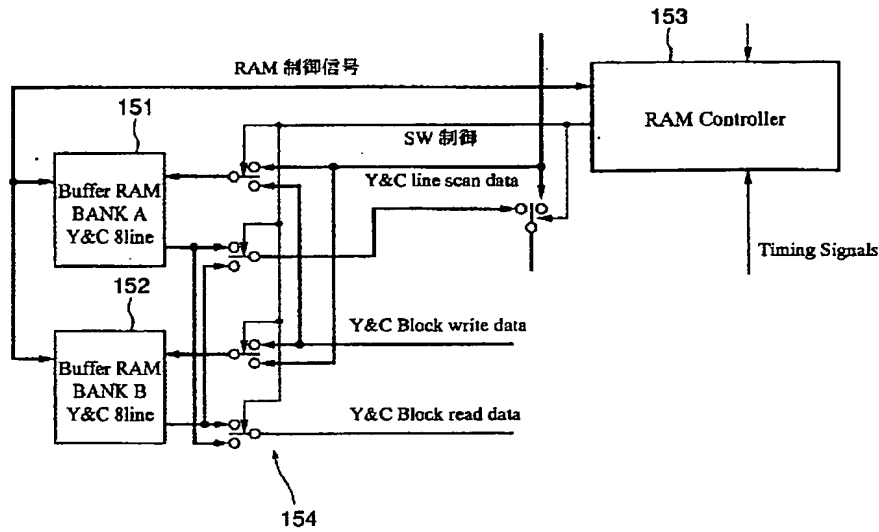 153
RAM 制御信号
151
RAM Controller
SW 制御
Buffer RAM
BANK A
Y&C 8line
Y&C line scan data
Timing Signals
152
Y&C Block write data
Buffer RAM
BANK B
Y&C 8line
Y&C Block read data
154